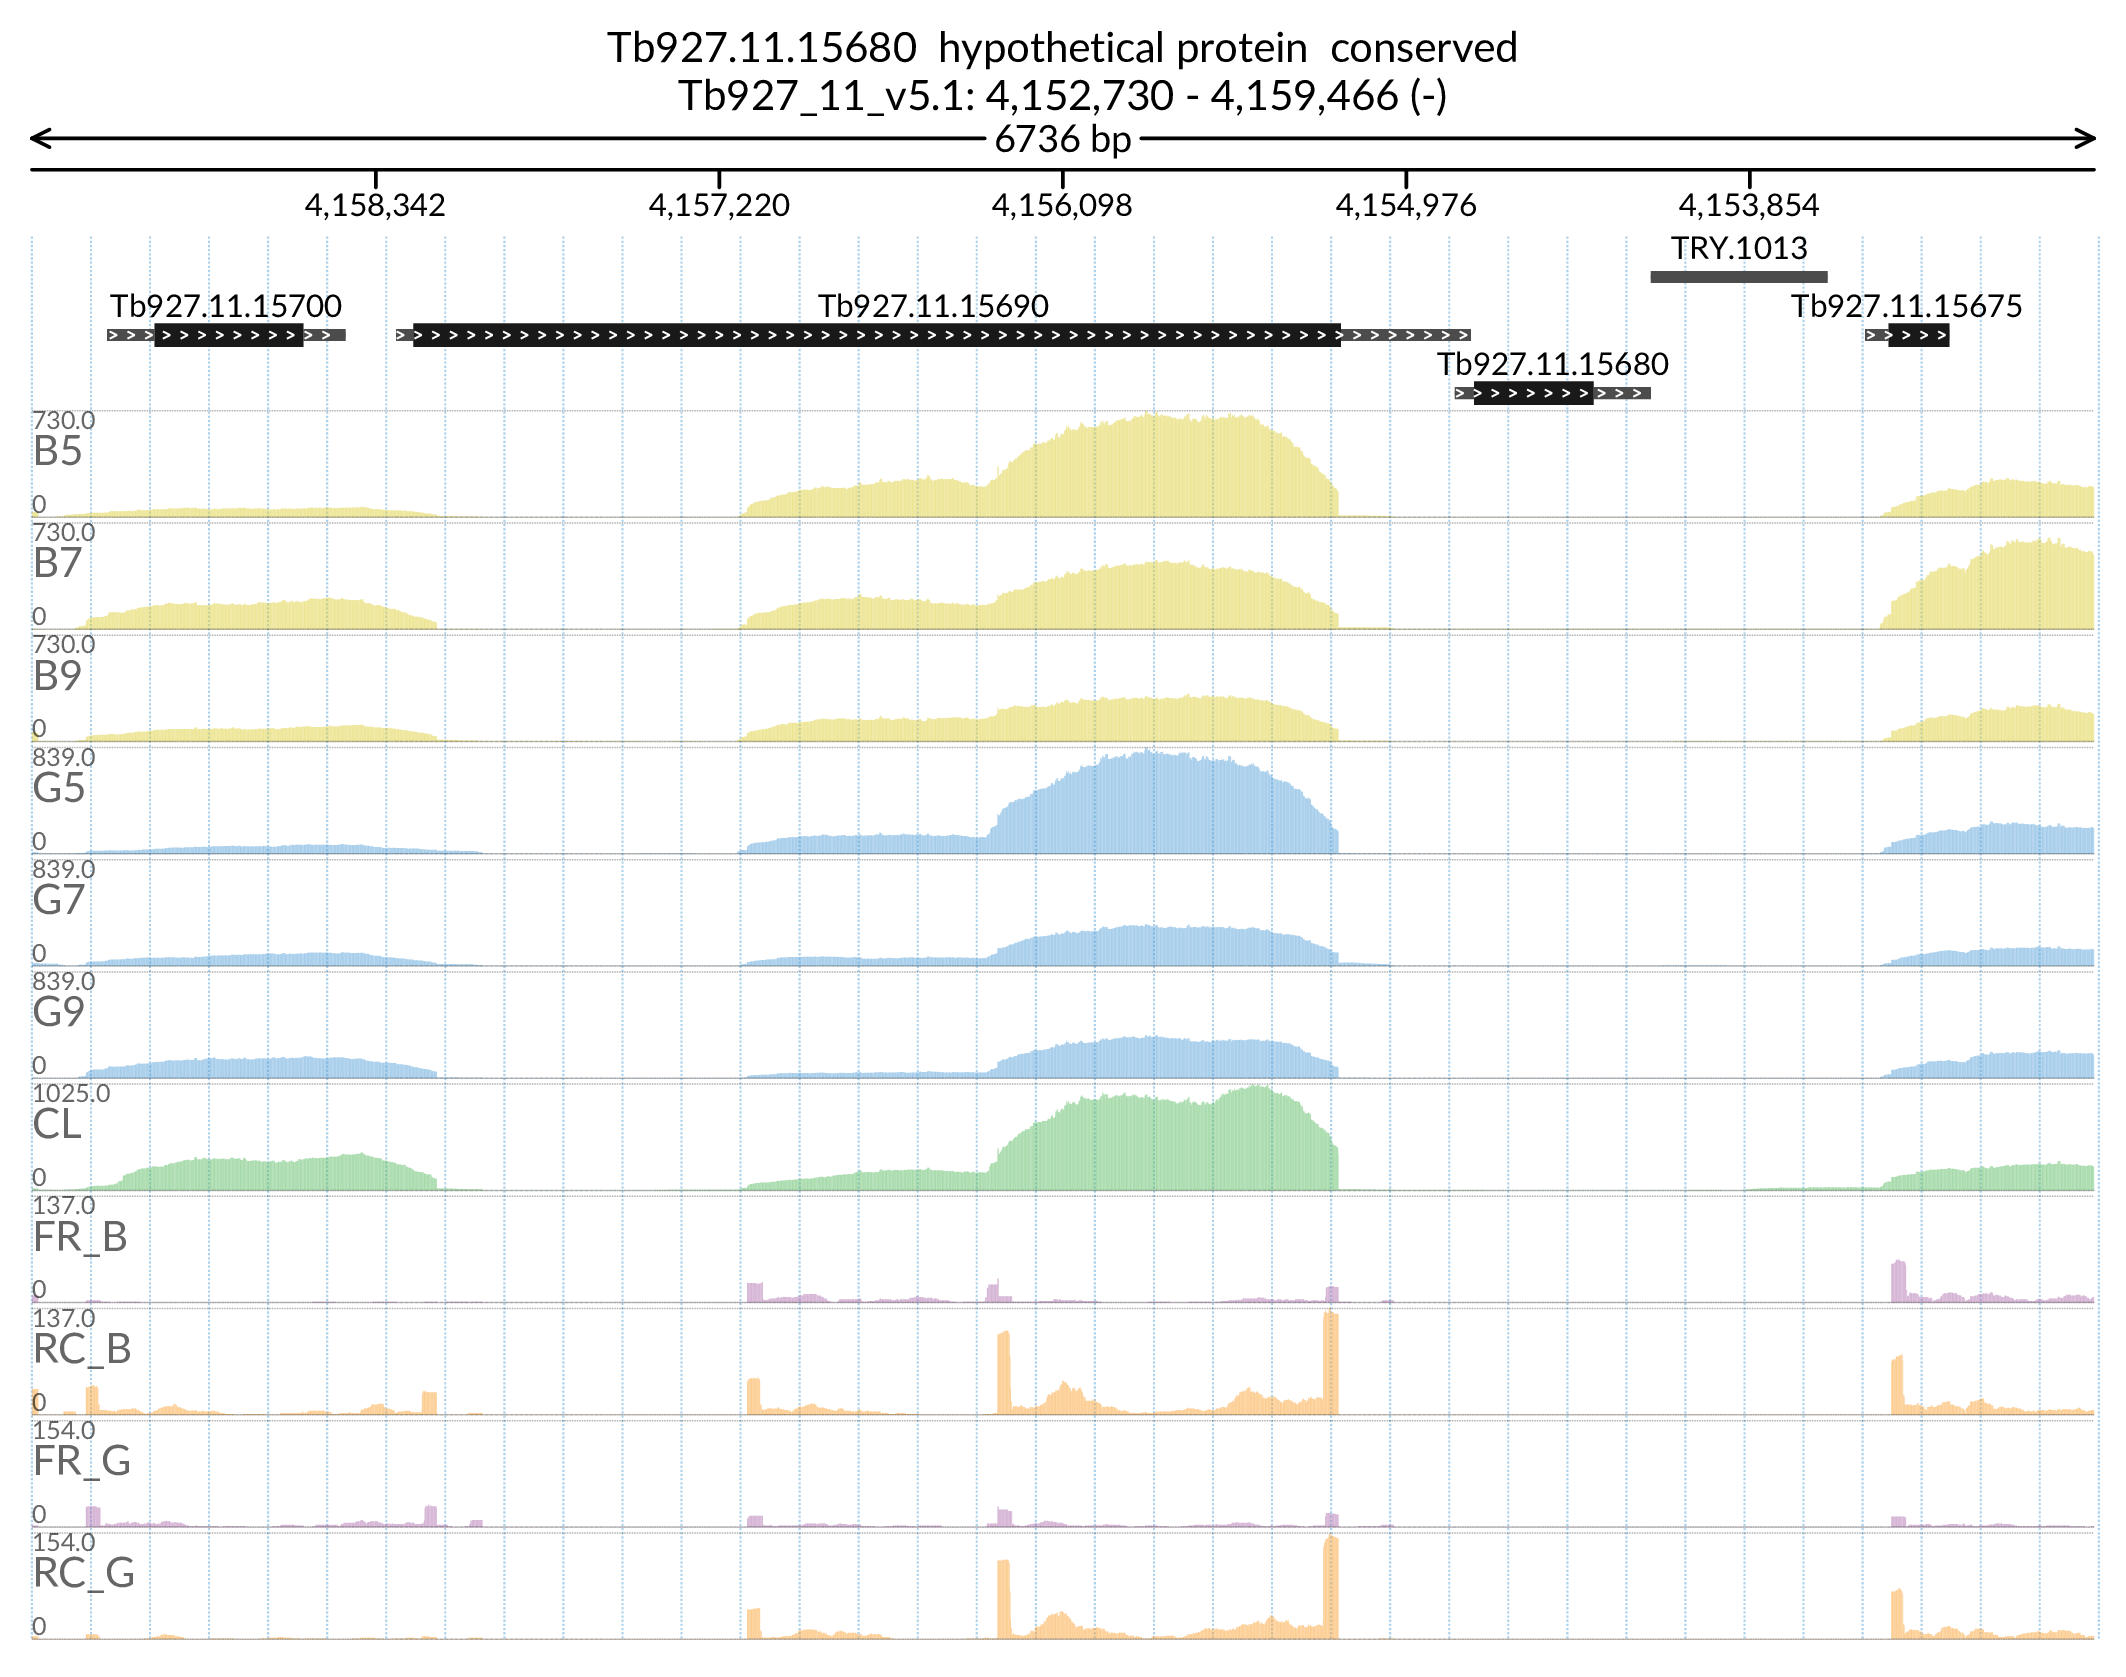 Tb927.11.15680 hypothetical protein conserved
Tb927_11_v5.1: 4,152,730 - 4,159,466 (-)
6736 bp
4,158,342 4,157,220 4,156,098 4,154,976 4,153,854
TRY.1013
Tb927.11.15700 Tb927.11.15690 Tb927.11.15675
Tb927.11.15680
730.0
B5
0
730.0
B7
0
730.0
B9
0
839.0
G5
0
839.0
G7
0
839.0
G9
0
1025.0
CL
0
137.0
FR_B
0
137.0
RC_B
0
154.0
FR_G
0
154.0
RC_G
0